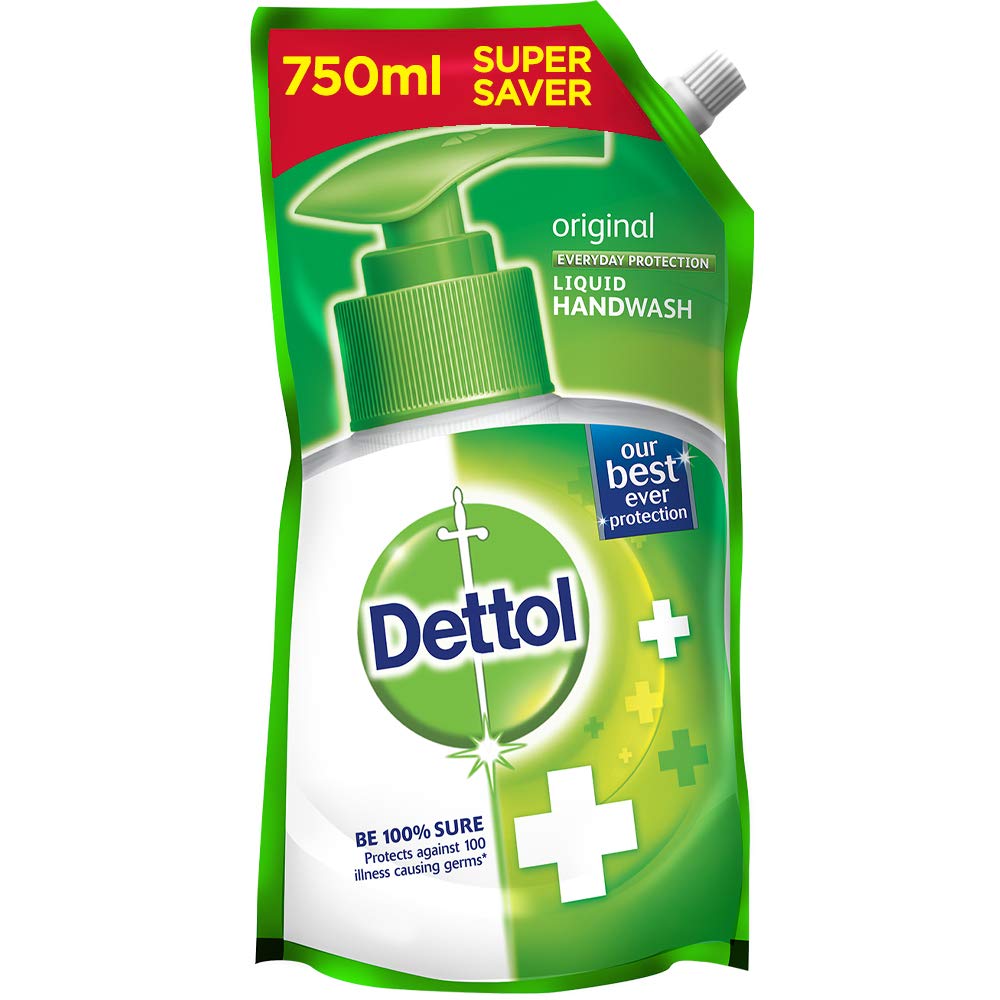 750ml
SUPER
SAVER
original
EVERYDAY PROTECTION
LIQUID
HANDWASH
our
best
ever
protection
Dettol
BE 100% SURE
Protects against 100
illness causing germs*